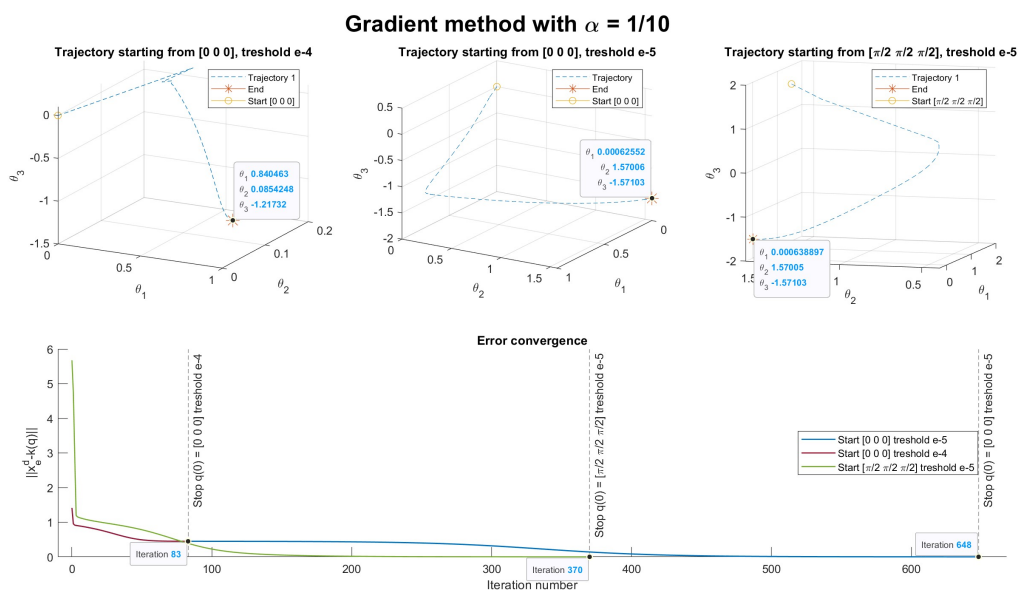 Gradient method with α = 1/10
Trajectory starting from [0 0 0], treshold e-4
Trajectory 1
End
Start [0 0 0]
θ3
0
-0.5
-1
-1.5
θ1 0.840463
θ2 0.0854248
θ3 -1.21732
0
0.5
1
θ1
0
0.1
0.2
θ2
Trajectory starting from [0 0 0], treshold e-5
Trajectory
End
Start [0 0 0]
θ3
0.5
0
-0.5
-1
-1.5
-2
θ1 0.00062552
θ2 1.57006
θ3 -1.57103
0
0.5
1
1.5
θ2
1
0.5
0
θ1
Trajectory starting from [π/2 π/2 π/2], treshold e-5
Trajectory 1
End
Start [π/2 π/2 π/2]
θ3
2
1
0
-1
-2
θ1 0.000638897
θ2 1.57005
θ3 -1.57103
1.5
1
0.5
θ2
0
1
2
θ1
Error convergence
||x_e^d-k(q)||
6
5
4
3
2
1
0
Stop q(0) = [0 0 0] treshold e-4
Stop q(0) = [π/2 π/2 π/2] treshold e-5
Stop q(0) = [0 0 0] treshold e-5
Start [0 0 0] treshold e-5
Start [0 0 0] treshold e-4
Start [π/2 π/2 π/2] treshold e-5
Iteration 83
Iteration 370
Iteration 648
0 100 200 300 400 500 600
Iteration number